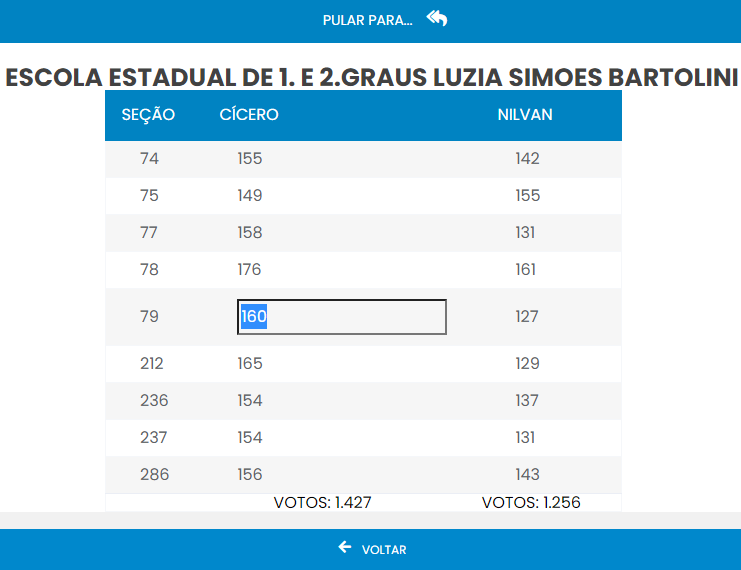 PULAR PARA...
ESCOLA ESTADUAL DE 1. E 2.GRAUS LUZIA SIMOES BARTOLINI
SEÇÃO CÍCERO NILVAN
74 155 142
75 149 155
77 158 131
78 176 161
79 160 127
212 165 129
236 154 137
237 154 131
286 156 143
VOTOS: 1.427 VOTOS: 1.256
VOLTAR